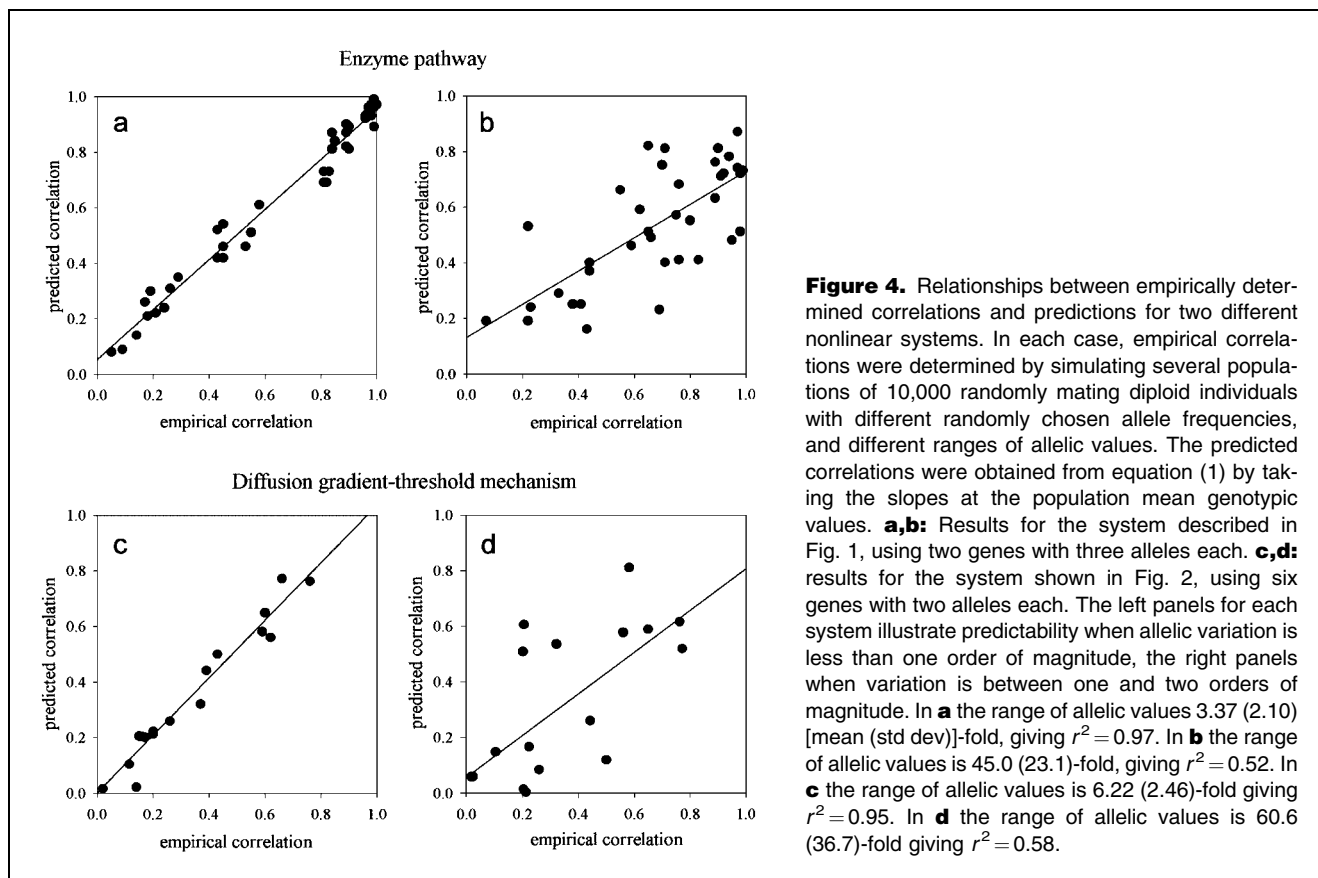 Enzyme pathway
a
b
1.0
0.8
0.6
0.4
0.2
0.0
predicted correlation
0.0 0.2 0.4 0.6 0.8 1.0
empirical correlation
1.0
0.8
0.6
0.4
0.2
0.0
predicted correlation
0.0 0.2 0.4 0.6 0.8 1.0
empirical correlation
Diffusion gradient-threshold mechanism
c
d
1.0
0.8
0.6
0.4
0.2
0.0
predicted correlation
0.0 0.2 0.4 0.6 0.8 1.0
empirical correlation
1.0
0.8
0.6
0.4
0.2
0.0
predicted correlation
0.0 0.2 0.4 0.6 0.8 1.0
empirical correlation
Figure 4. Relationships between empirically deter-
mined correlations and predictions for two different
nonlinear systems. In each case, empirical correla-
tions were determined by simulating several popula-
tions of 10,000 randomly mating diploid individuals
with different randomly chosen allele frequencies,
and different ranges of allelic values. The predicted
correlations were obtained from equation (1) by tak-
ing the slopes at the population mean genotypic
values. a,b: Results for the system described in
Fig. 1, using two genes with three alleles each. c,d:
results for the system shown in Fig. 2, using six
genes with two alleles each. The left panels for each
system illustrate predictability when allelic variation is
less than one order of magnitude, the right panels
when variation is between one and two orders of
magnitude. In a the range of allelic values 3.37 (2.10)
[mean (std dev)]-fold, giving r² = 0.97. In b the range
of allelic values is 45.0 (23.1)-fold, giving r² = 0.52. In
c the range of allelic values is 6.22 (2.46)-fold giving
r² = 0.95. In d the range of allelic values is 60.6
(36.7)-fold giving r² = 0.58.